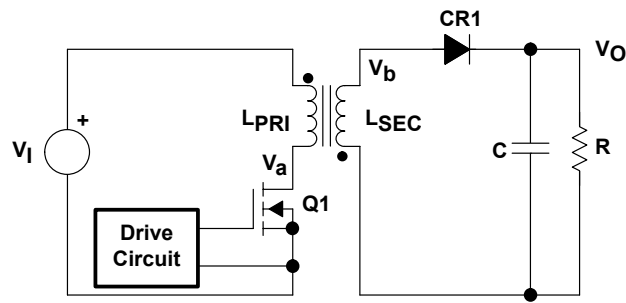 CR1
V_O
V_b
L_PRI
L_SEC
+
V_I
V_a
C
R
Q1
Drive
Circuit